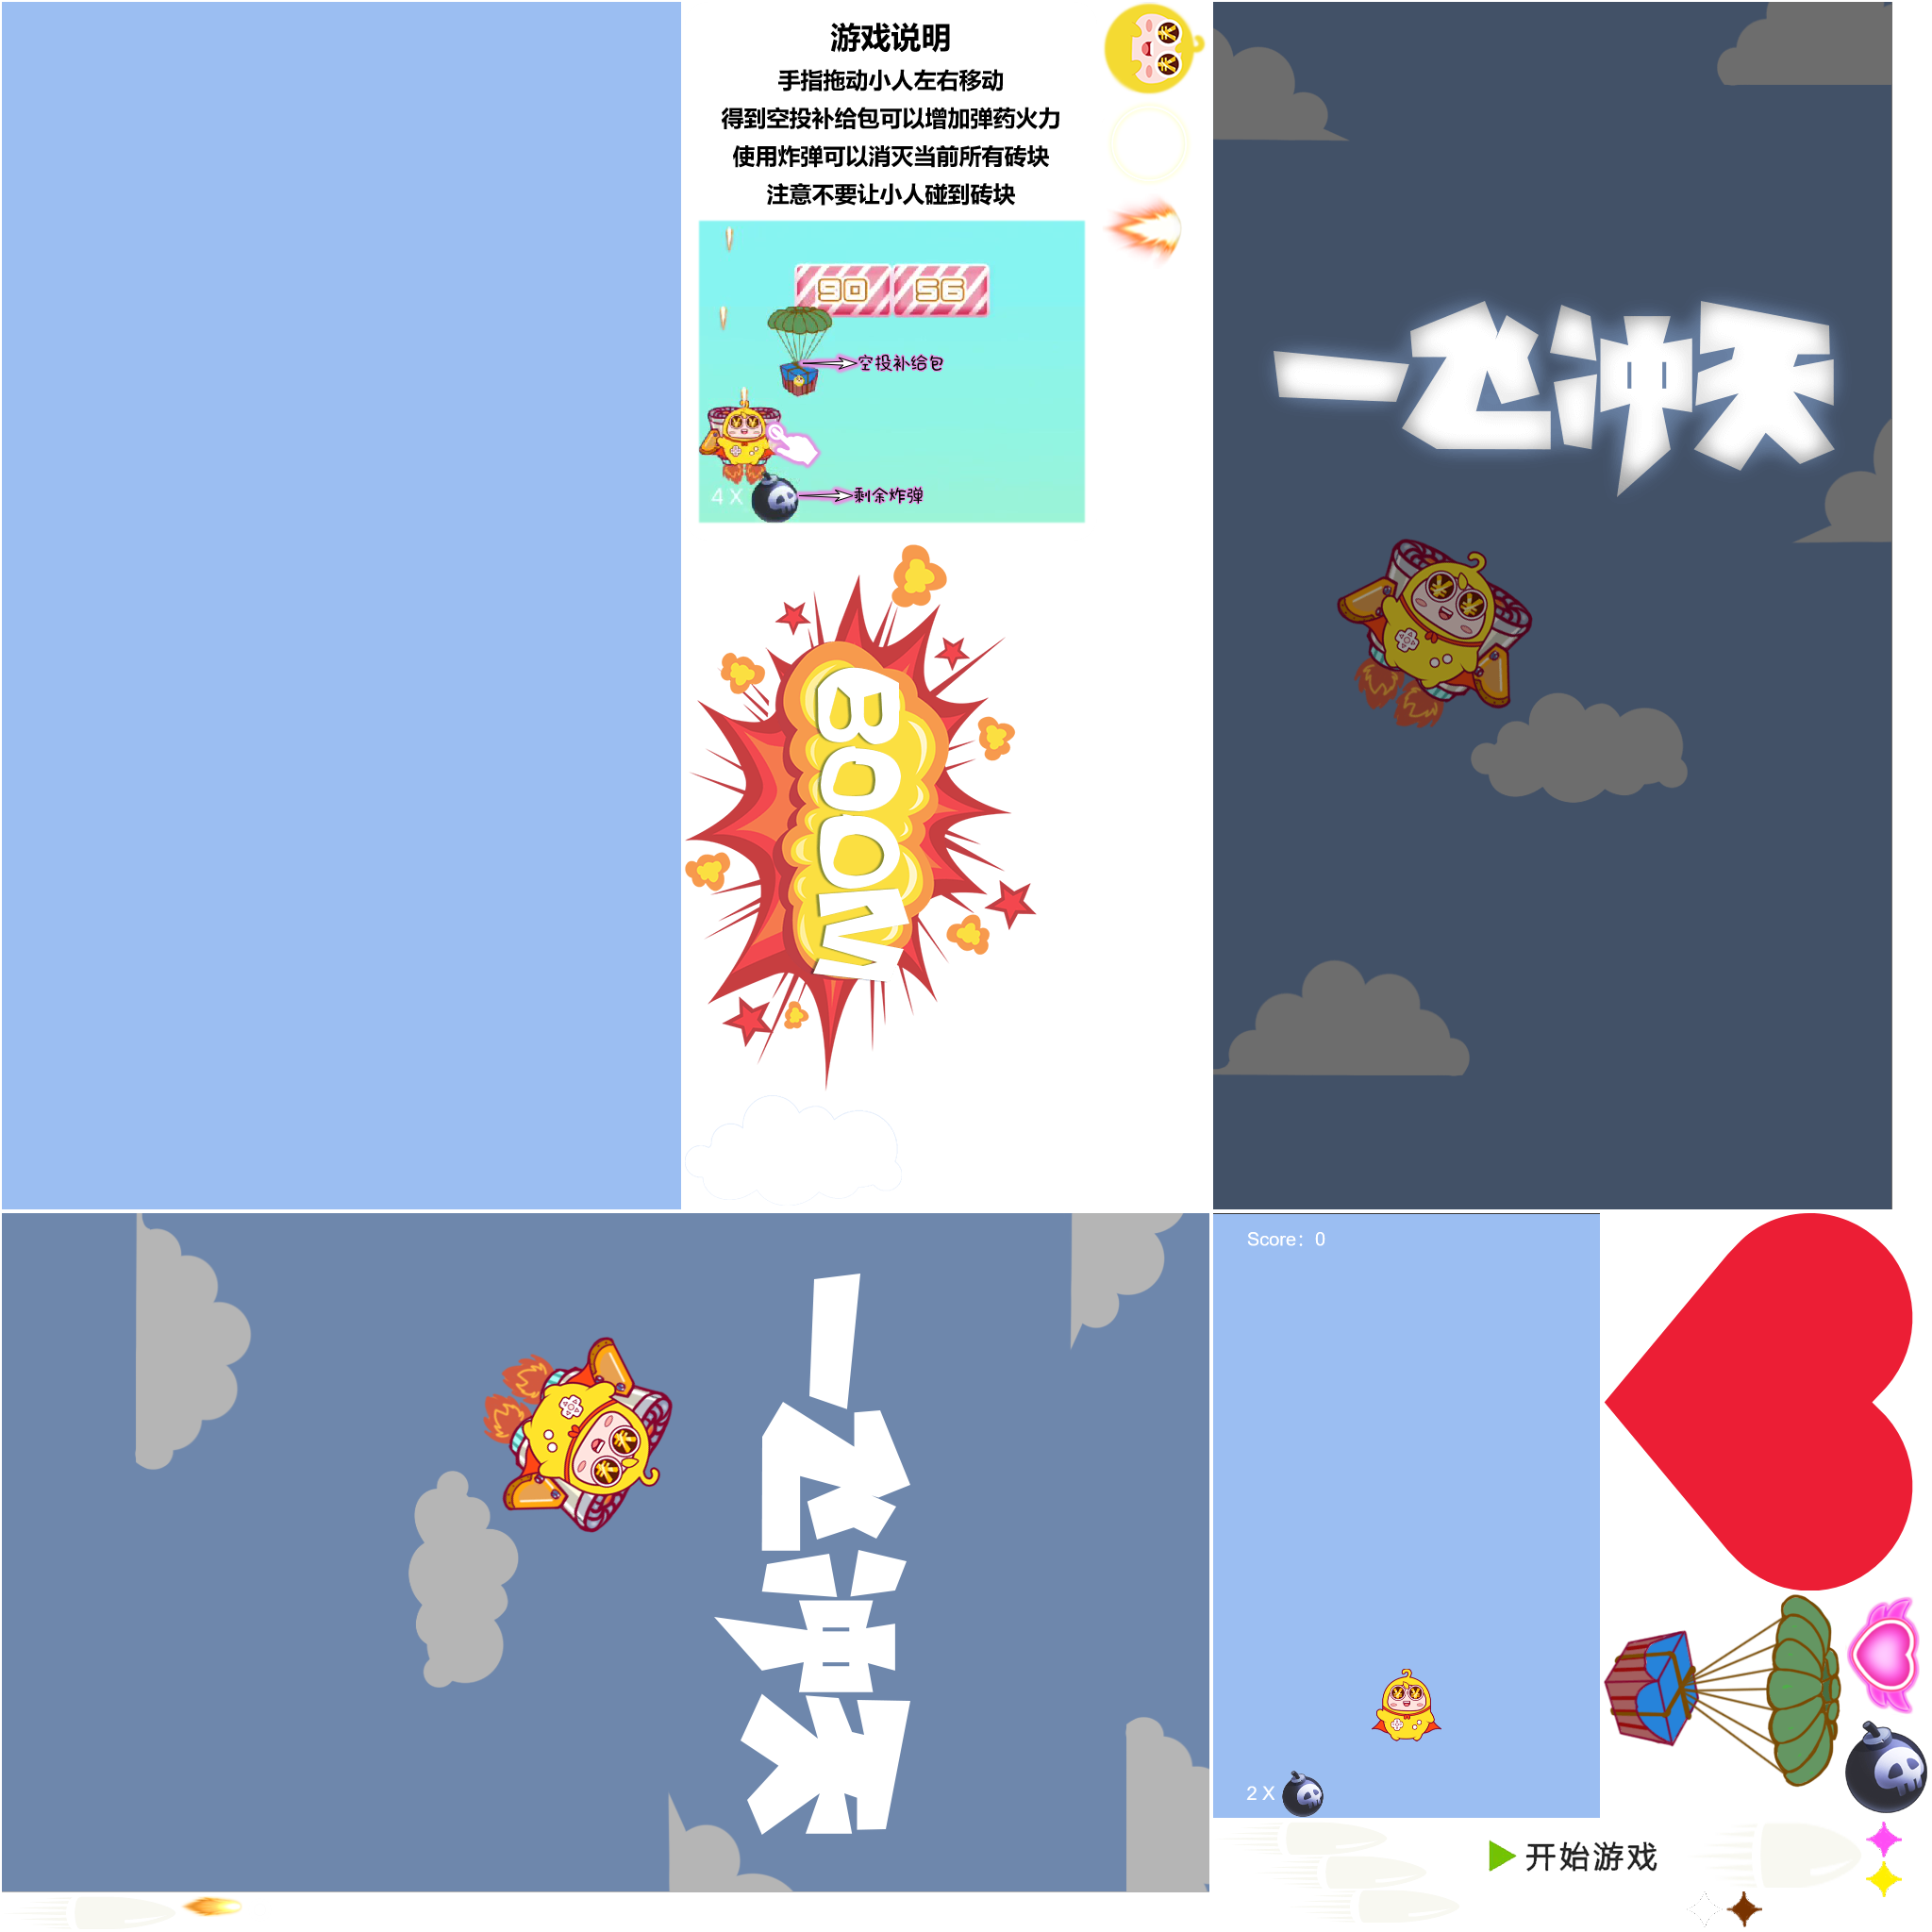 游戏说明
手指拖动小人左右移动
得到空投补给包可以增加弹药火力
使用炸弹可以消灭当前所有砖块
注意不要让小人碰到砖块
90 56
空投补给包
4 X
剩余炸弹
BOOM
一飞冲天
一飞冲天
Score: 0
2 X
开始游戏